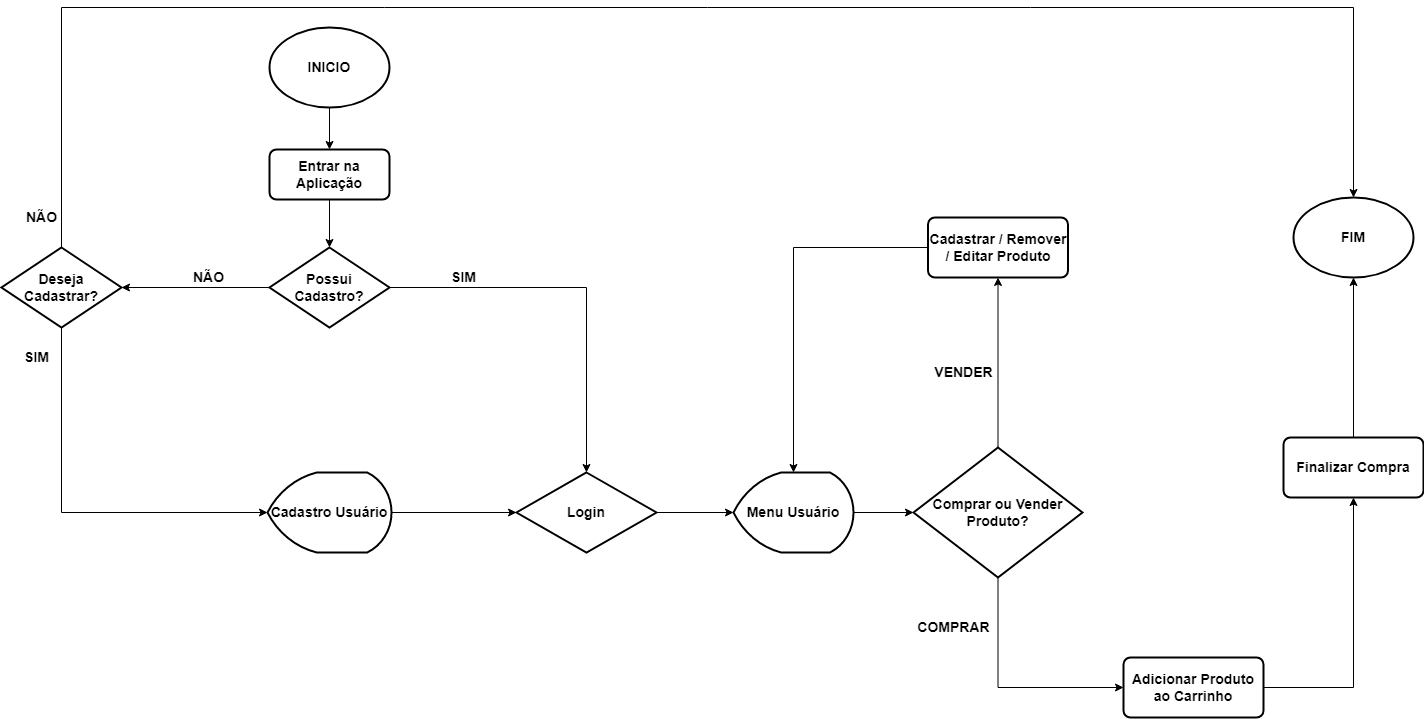 INICIO
Entrar na
Aplicação
NÃO
Deseja
Cadastrar?
NÃO
Possui
Cadastro?
SIM
SIM
Cadastro Usuário
Login
Menu Usuário
Comprar ou Vender
Produto?
VENDER
Cadastrar / Remover
/ Editar Produto
COMPRAR
Adicionar Produto
ao Carrinho
Finalizar Compra
FIM